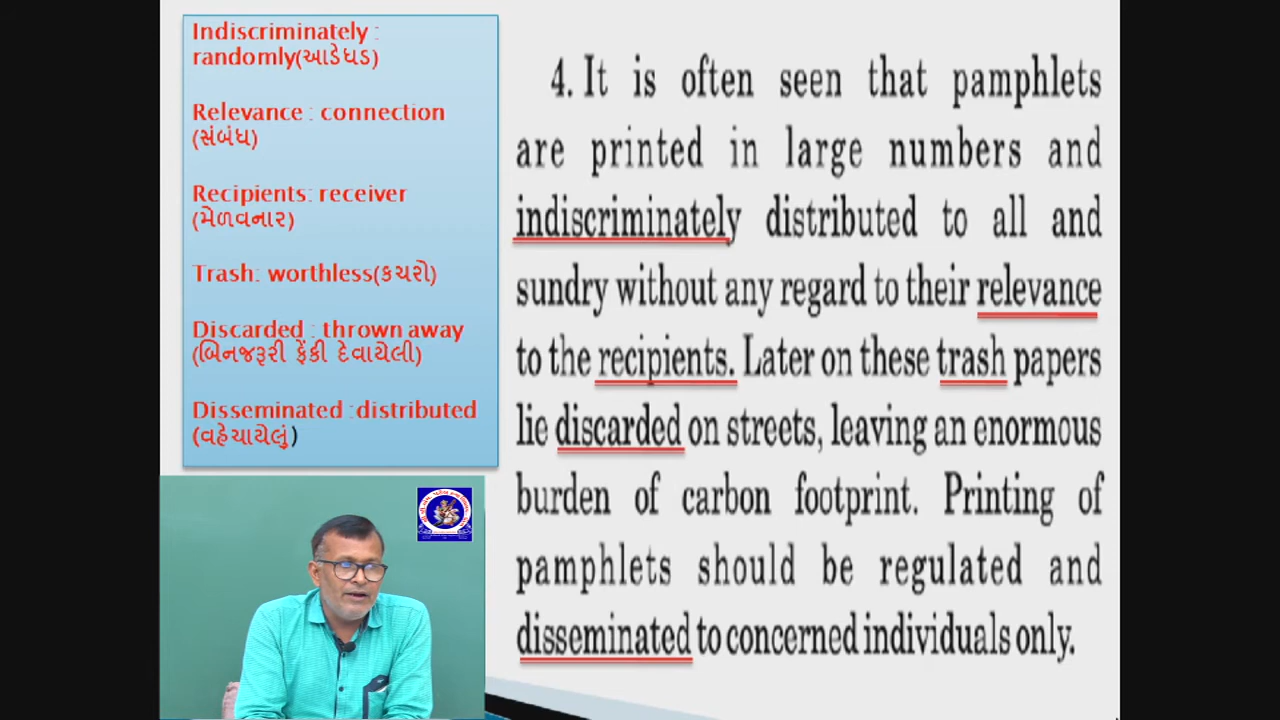 Indiscriminately :
randomly(આડેધડ)
Relevance : connection
(સંબંધ)
Recipients: receiver
(મેળવનાર)
Trash: worthless(કચરો)
Discarded : thrown away
(બિનજરૂરી ફેંકી દેવાયેલી)
Disseminated :distributed
(વહેચાયેલું)
4. It is often seen that pamphlets
are printed in large numbers and
indiscriminately distributed to all and
sundry without any regard to their relevance
to the recipients. Later on these trash papers
lie discarded on streets, leaving an enormous
burden of carbon footprint. Printing of
pamphlets should be regulated and
disseminated to concerned individuals only.